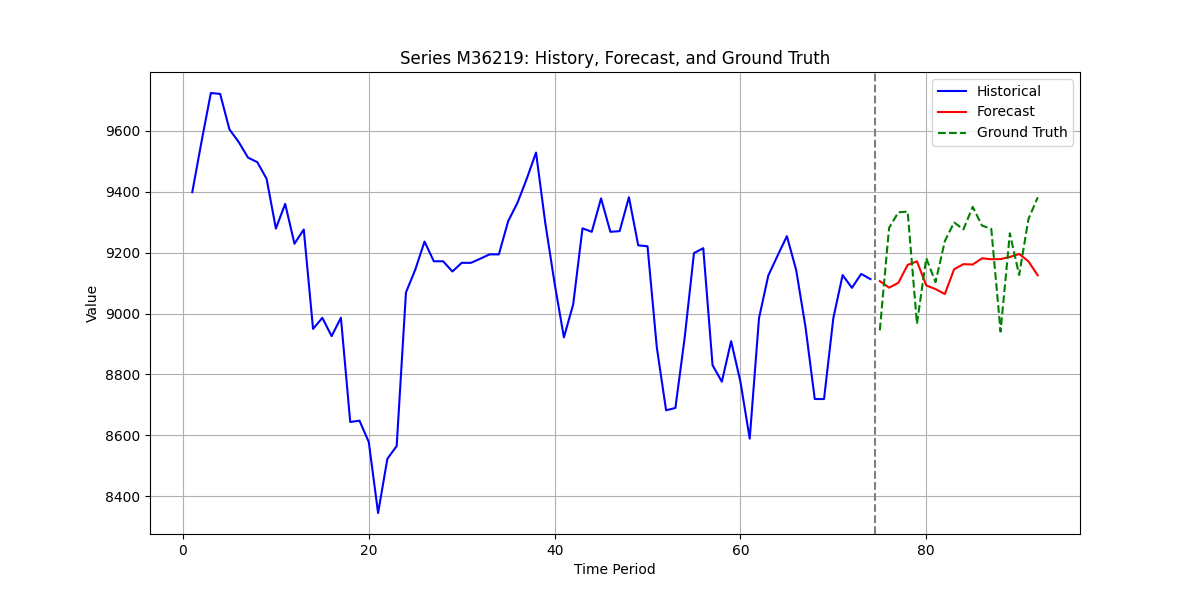 Series M36219: History, Forecast, and Ground Truth
Historical
Forecast
Ground Truth
Value
9600
9400
9200
9000
8800
8600
8400
0
20
40
60
80
Time Period